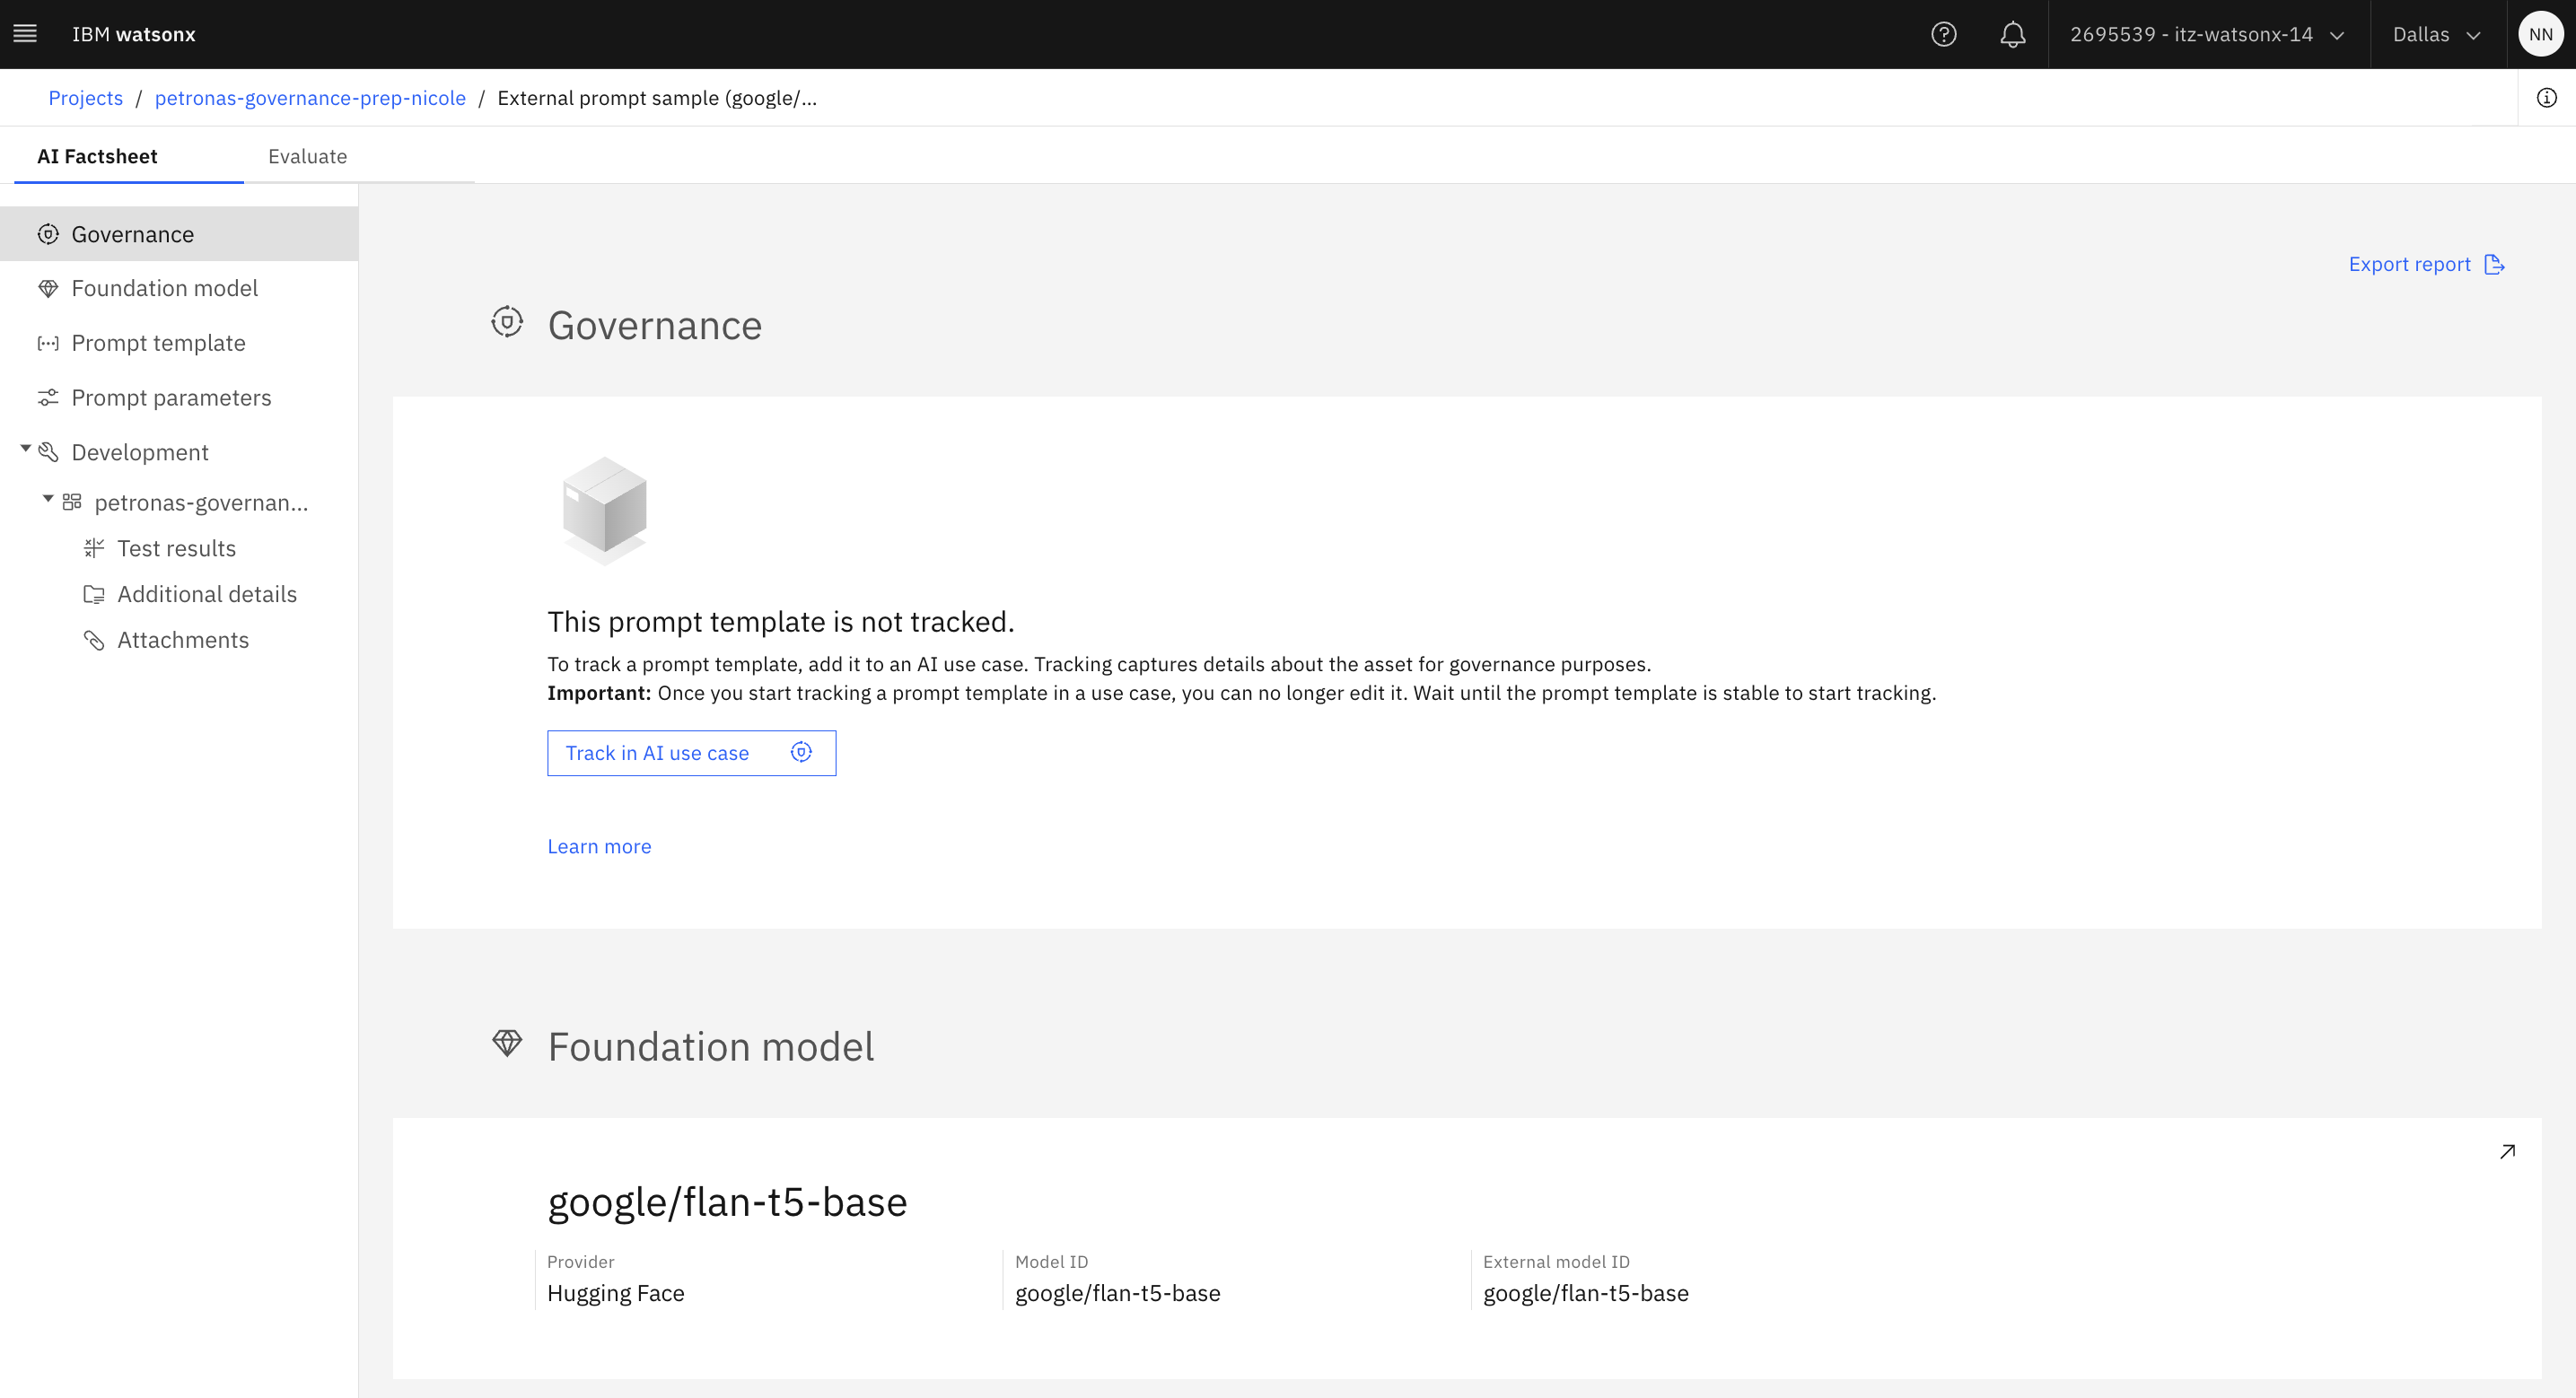 IBM watsonx
2695539 - itz-watsonx-14
Dallas
NN
Projects / petronas-governance-prep-nicole / External prompt sample (google/...
AI Factsheet
Evaluate
Governance
Foundation model
Prompt template
Prompt parameters
Development
petronas-governan...
Test results
Additional details
Attachments
Export report
Governance
This prompt template is not tracked.
To track a prompt template, add it to an AI use case. Tracking captures details about the asset for governance purposes.
Important: Once you start tracking a prompt template in a use case, you can no longer edit it. Wait until the prompt template is stable to start tracking.
Track in AI use case
Learn more
Foundation model
google/flan-t5-base
Provider
Hugging Face
Model ID
google/flan-t5-base
External model ID
google/flan-t5-base